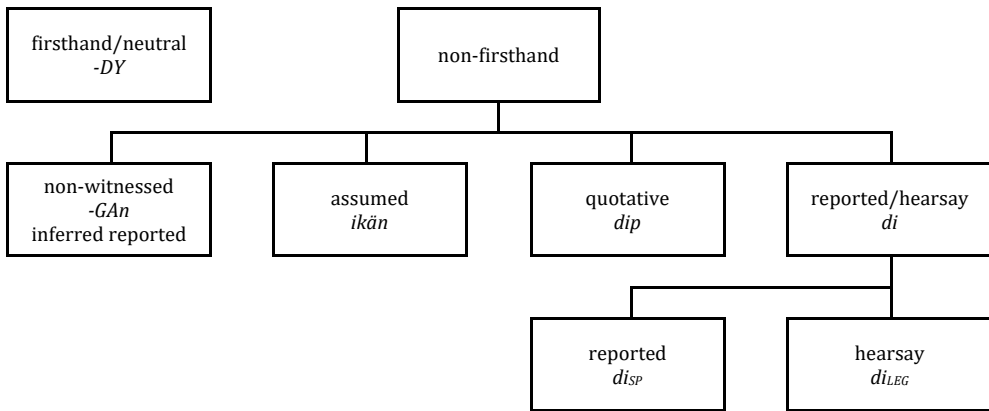 firsthand/neutral
-DY
non-firsthand
non-witnessed
-GAn
inferred reported
assumed
ikän
quotative
dip
reported/hearsay
di
reported
diSP
hearsay
diLEG